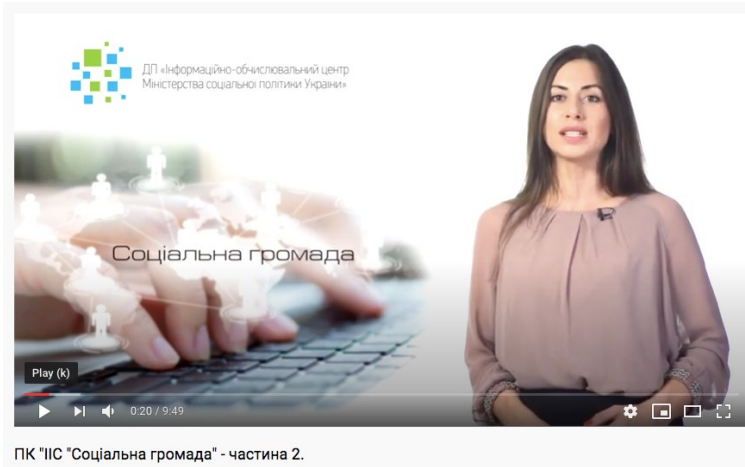 ДП «Інформаційно-обчислювальний центр
Міністерства соціальної політики України»
Соціальна громада
Play (k)
0:20 / 9:49
ПК "ІІС "Соціальна громада" - частина 2.